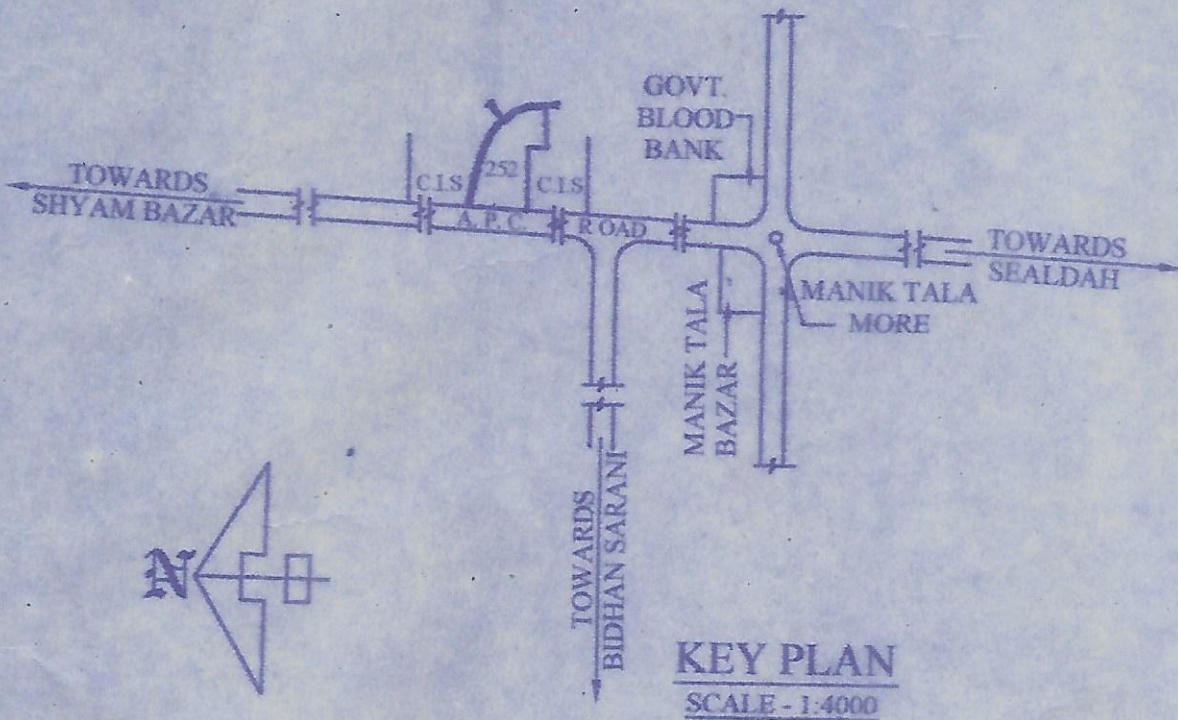 GOVT.
BLOOD
BANK
TOWARDS
SHYAM BAZAR
C.I.S
252
C.I.S
A. P. C.
ROAD
TOWARDS
SEALDAH
MANIK TALA
MORE
MANIK TALA
BAZAR
TOWARDS
BIDHAN SARANI
N
KEY PLAN
SCALE - 1:4000